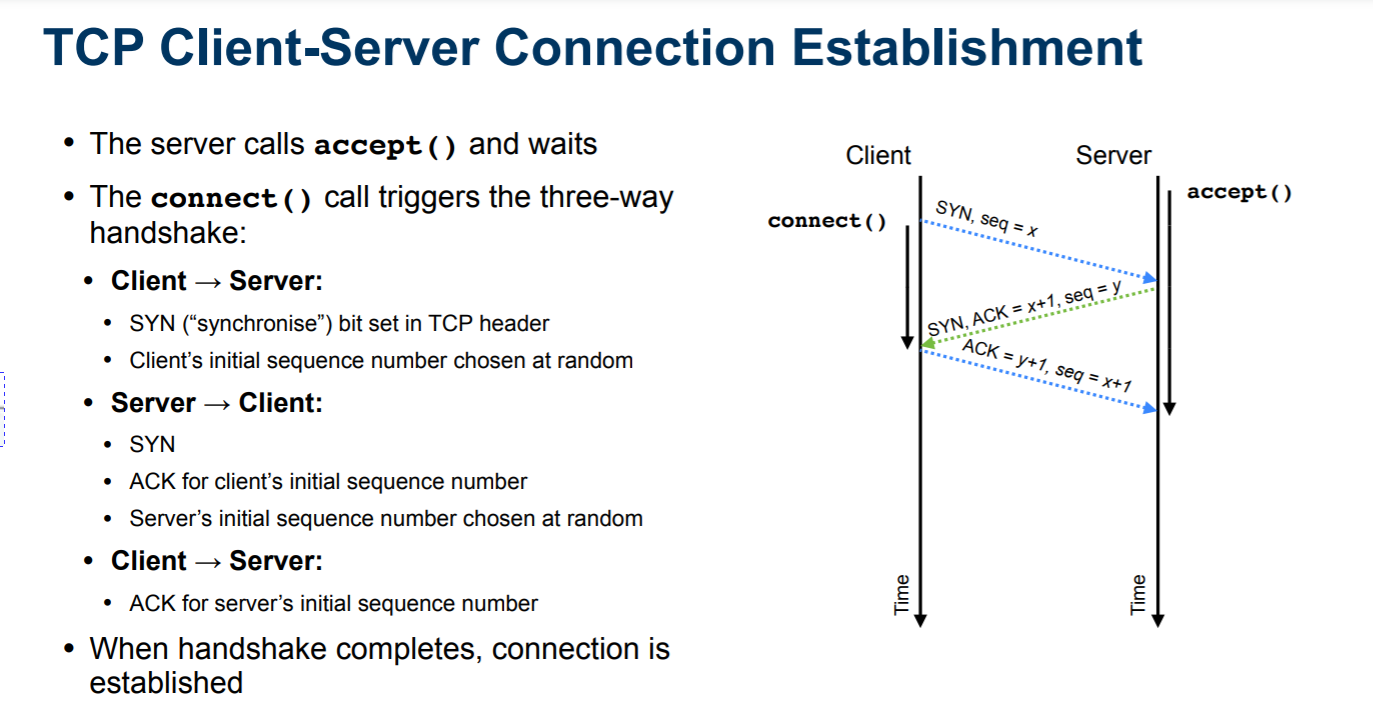 TCP Client-Server Connection Establishment
• The server calls accept() and waits
• The connect() call triggers the three-way
handshake:
• Client → Server:
• SYN (“synchronise”) bit set in TCP header
• Client’s initial sequence number chosen at random
• Server → Client:
• SYN
• ACK for client’s initial sequence number
• Server’s initial sequence number chosen at random
• Client → Server:
• ACK for server’s initial sequence number
• When handshake completes, connection is
established
Client
Server
accept()
connect()
SYN, seq = x
SYN, ACK = x+1, seq = y
ACK = y+1, seq = x+1
Time
Time